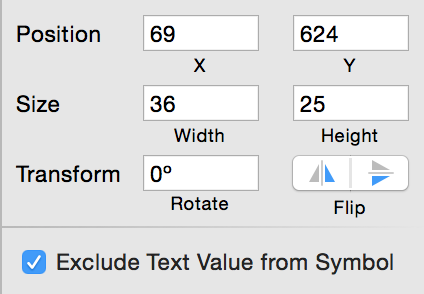 Position 69 624
X Y
Size 36 25
Width Height
Transform 0º
Rotate Flip
Exclude Text Value from Symbol